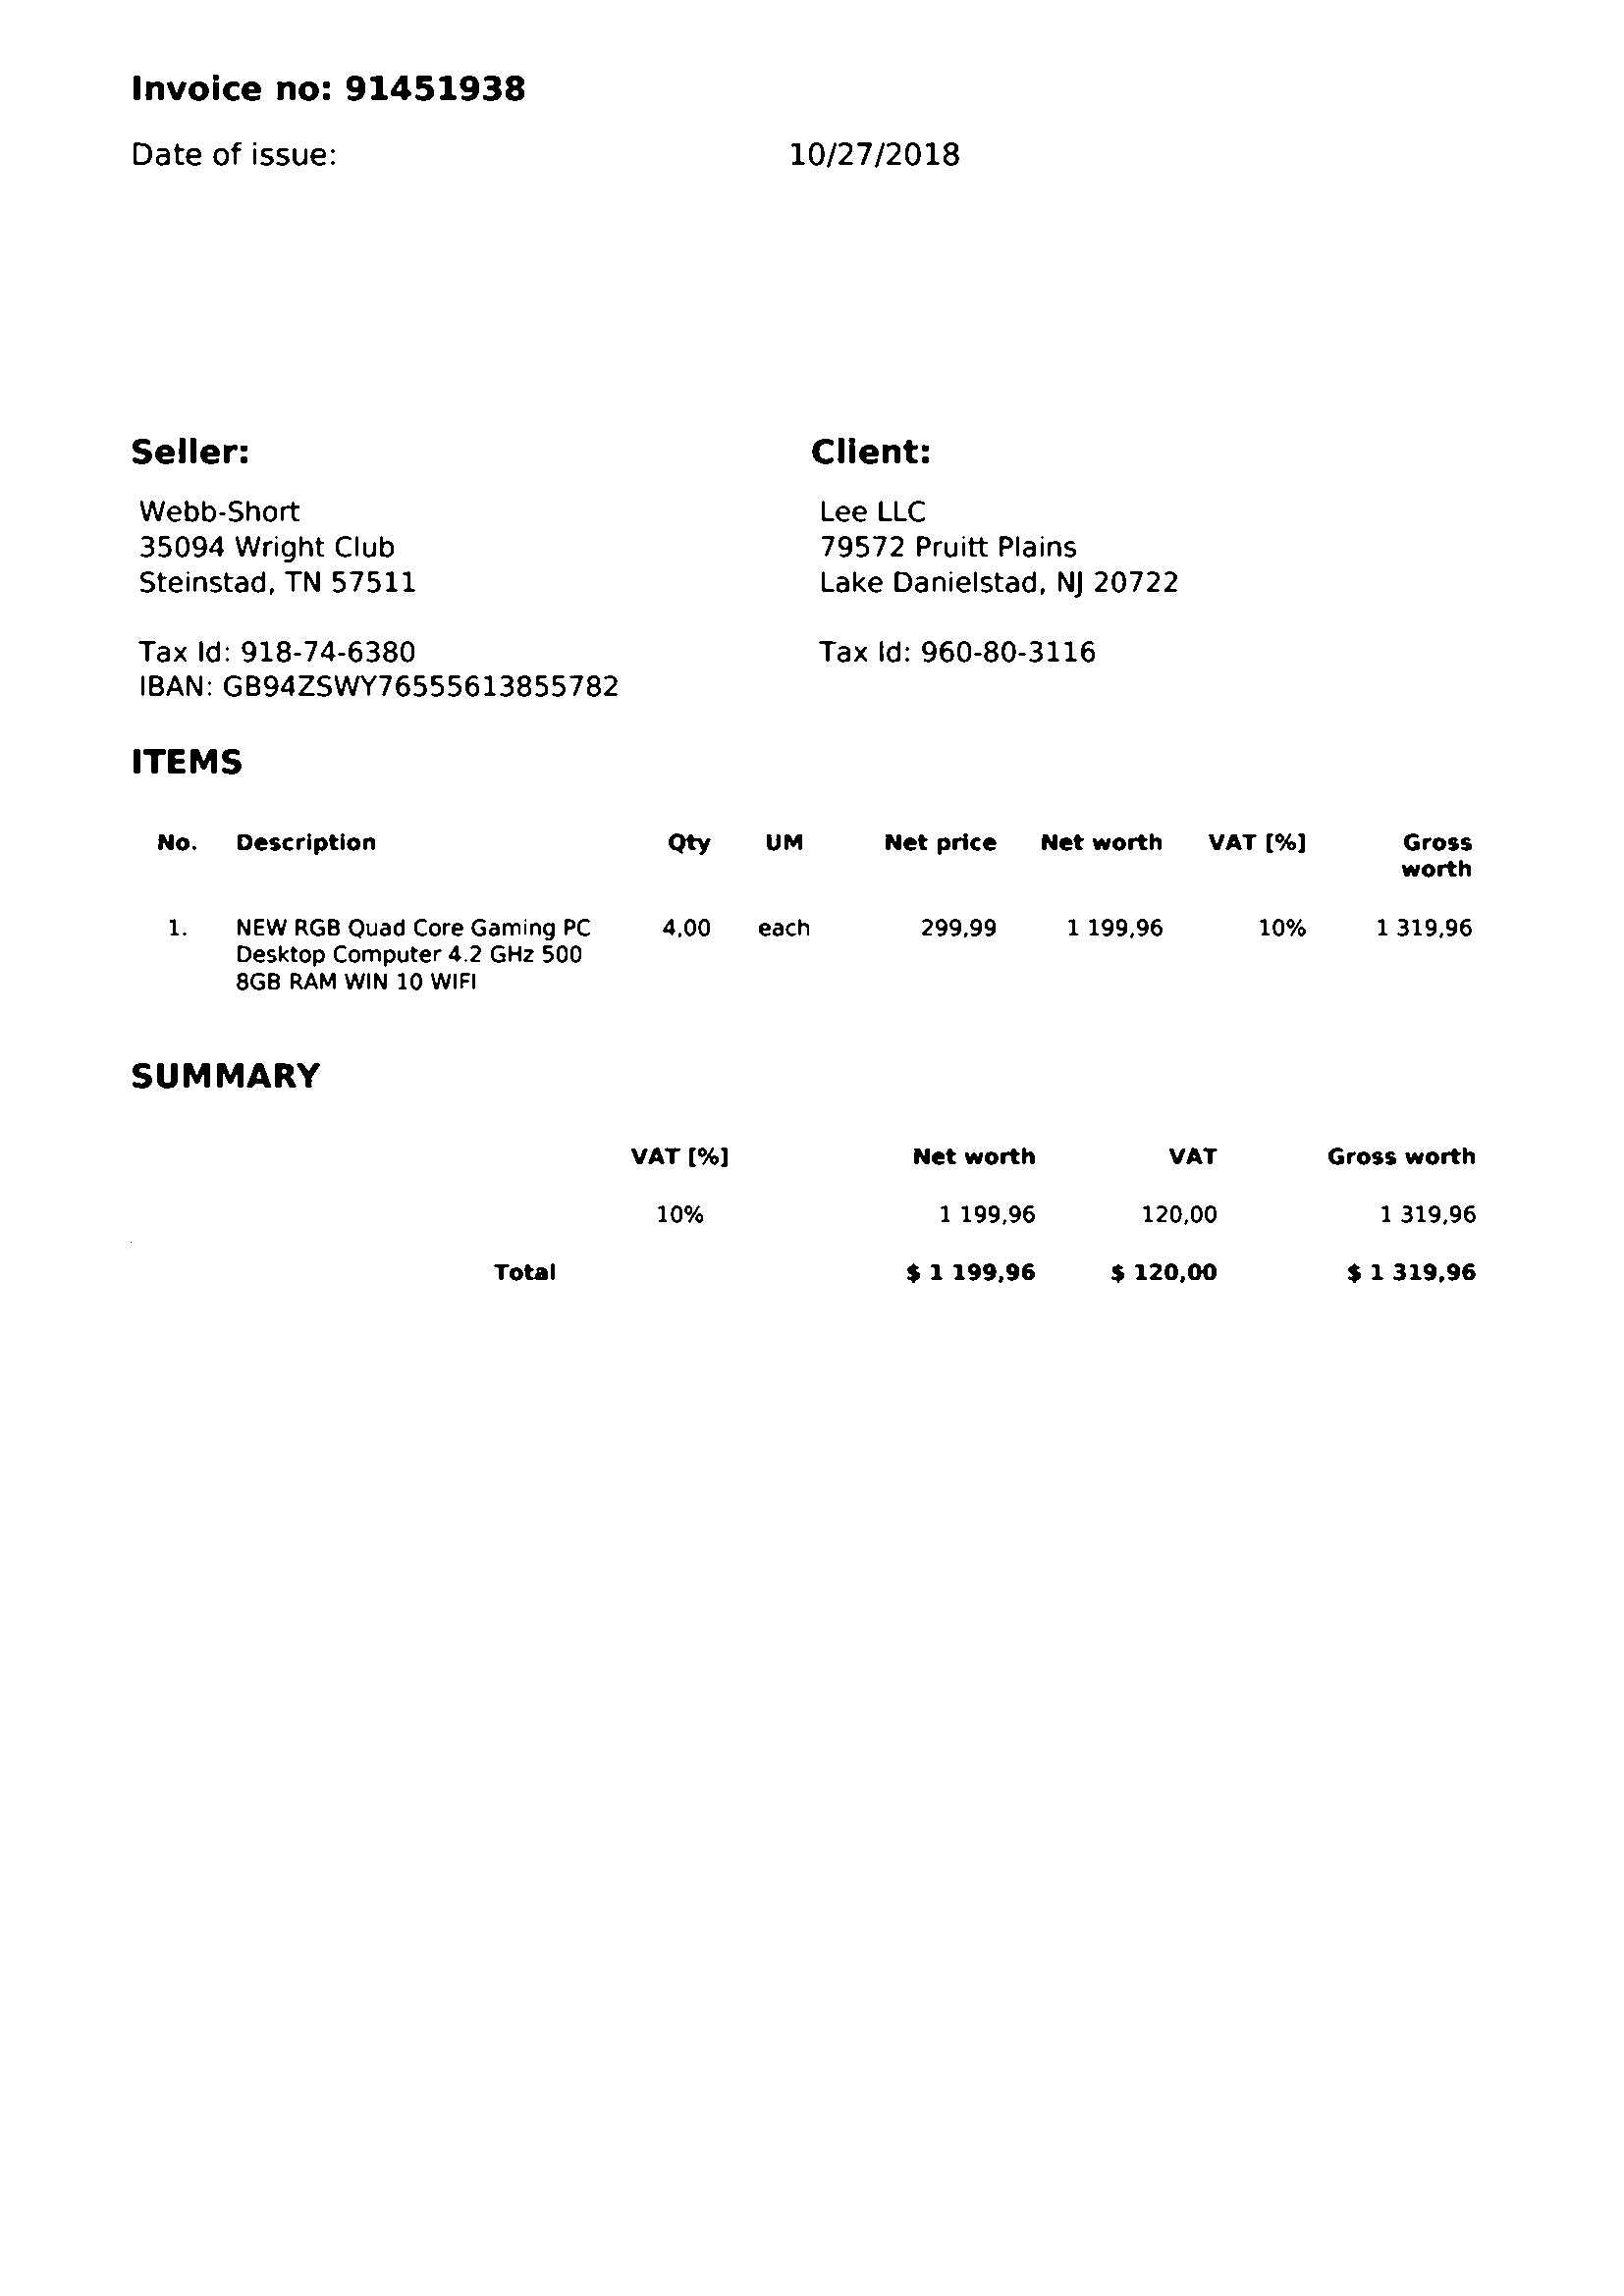 Invoice no: 91451938
Date of issue: 10/27/2018
Seller:
Webb-Short
35094 Wright Club
Steinstad, TN 57511
Tax Id: 918-74-6380
IBAN: GB94ZSWY76555613855782
Client:
Lee LLC
79572 Pruitt Plains
Lake Danielstad, NJ 20722
Tax Id: 960-80-3116
ITEMS
No. Description Qty UM Net price Net worth VAT [%] Gross
worth
1. NEW RGB Quad Core Gaming PC 4,00 each 299,99 1 199,96 10% 1 319,96
Desktop Computer 4.2 GHz 500
8GB RAM WIN 10 WIFI
SUMMARY
VAT [%] Net worth VAT Gross worth
10% 1 199,96 120,00 1 319,96
Total $ 1 199,96 $ 120,00 $ 1 319,96